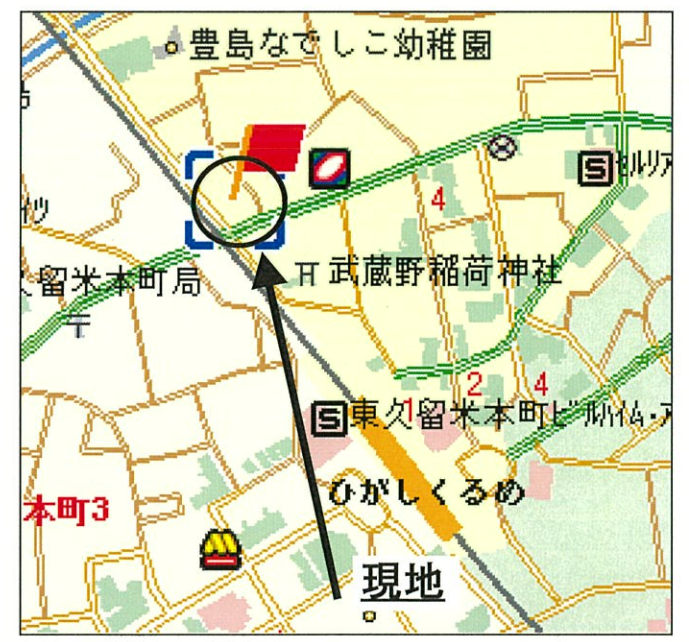 豊島なでしこ幼稚園
S
セルリア
4
武蔵野稲荷神社
留米本町局
〒
2
4
S
東久留米本町ビル
1
ハイム・ア
ひがしくるめ
本町3
現地